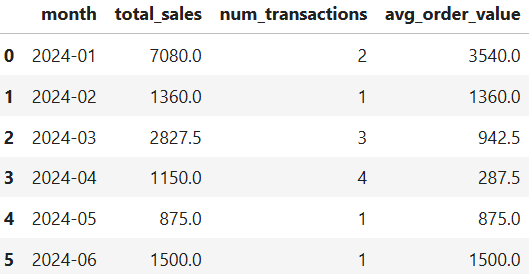 month total_sales num_transactions avg_order_value
0 2024-01 7080.0 2 3540.0
1 2024-02 1360.0 1 1360.0
2 2024-03 2827.5 3 942.5
3 2024-04 1150.0 4 287.5
4 2024-05 875.0 1 875.0
5 2024-06 1500.0 1 1500.0